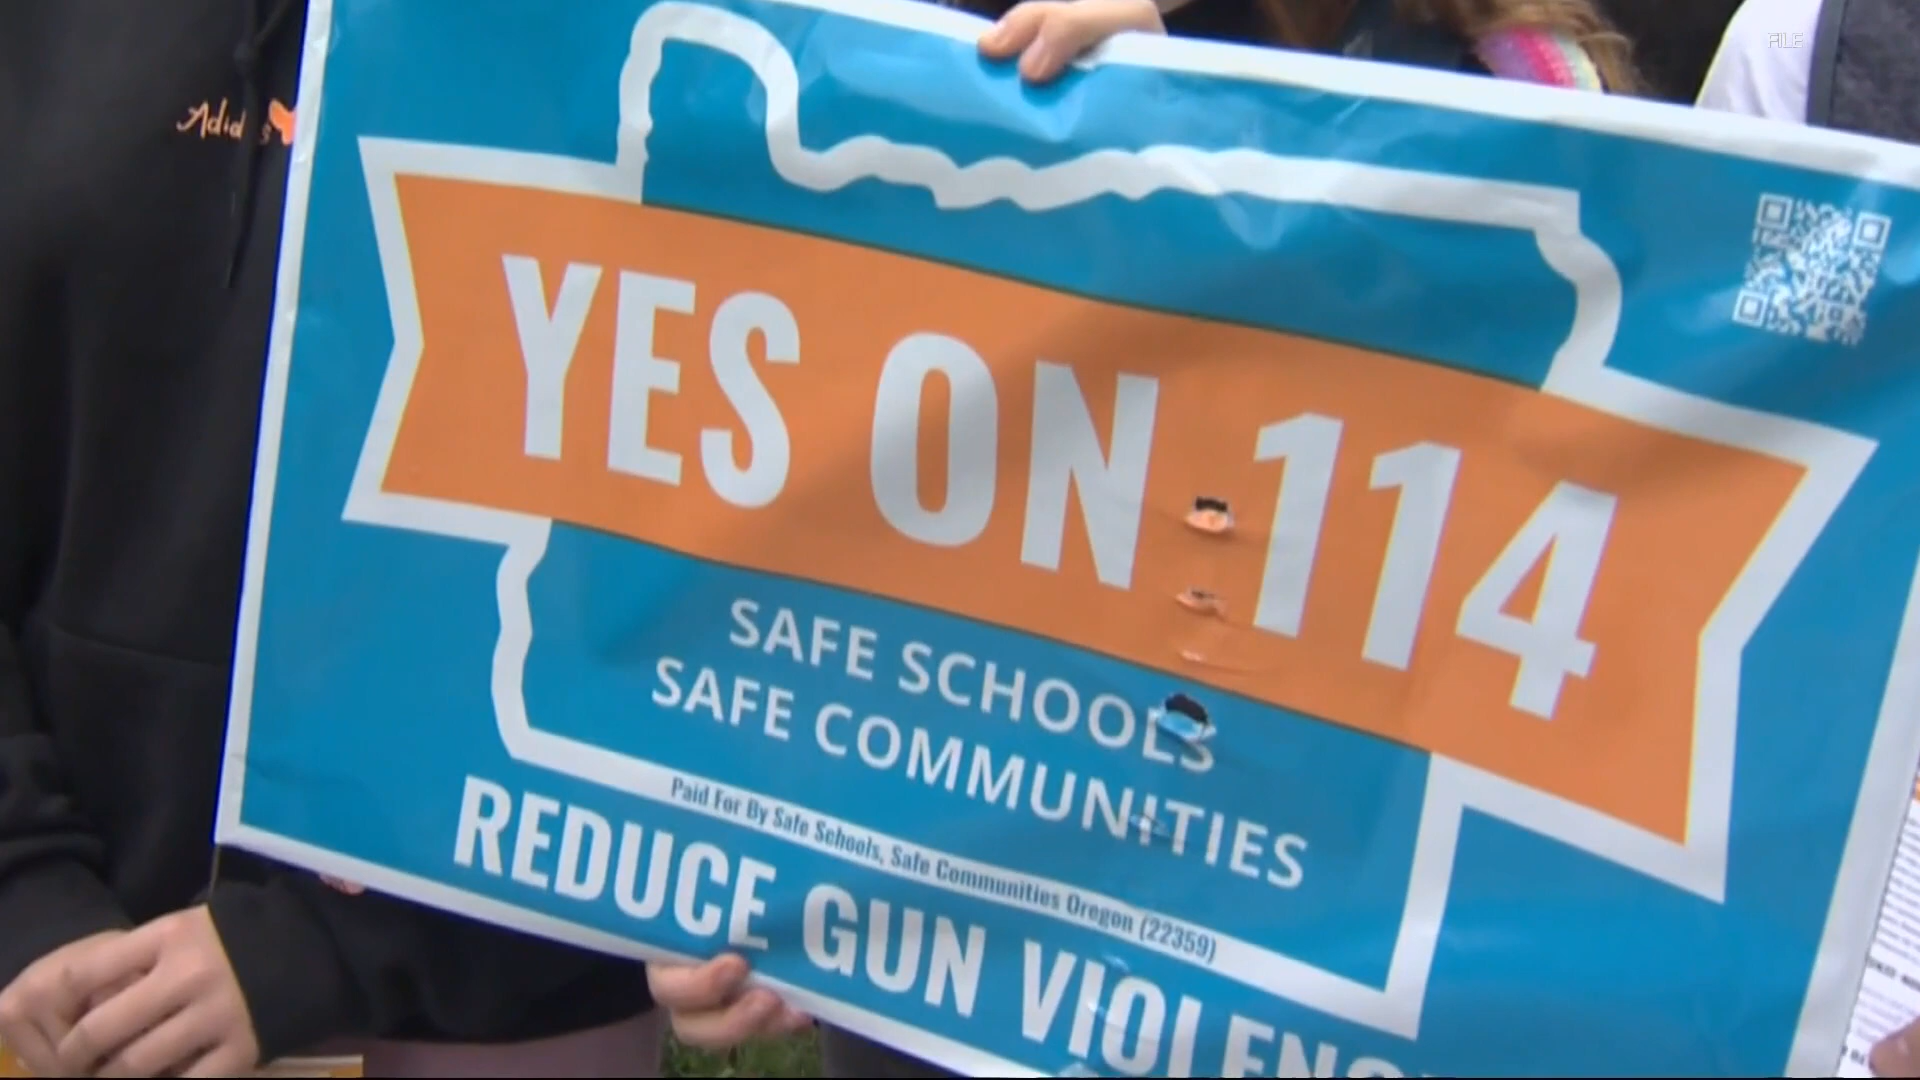 FILE
YES ON 114
SAFE SCHOOLS
SAFE COMMUNITIES
Paid For By Safe Schools, Safe Communities Oregon (22359)
REDUCE GUN VIOLENC